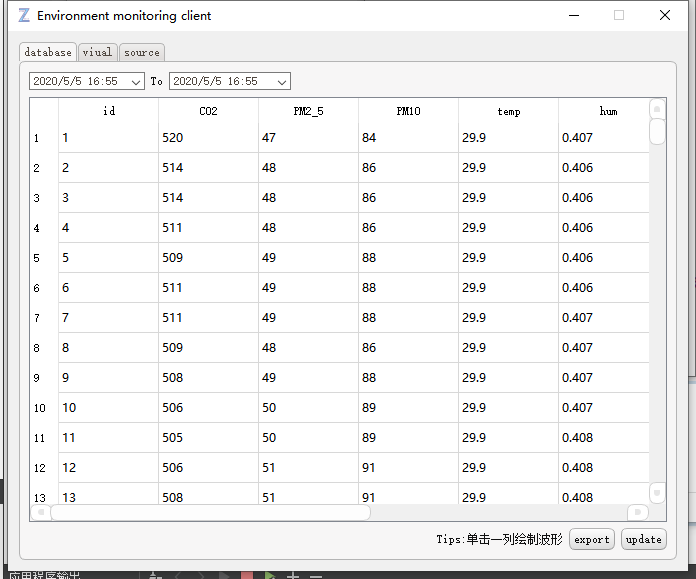 Z Environment monitoring client
database viual source
2020/5/5 16:55 To 2020/5/5 16:55
id CO2 PM2_5 PM10 temp hum
1 1 520 47 84 29.9 0.407
2 2 514 48 86 29.9 0.406
3 3 514 48 86 29.9 0.406
4 4 511 48 86 29.9 0.406
5 5 509 49 88 29.9 0.406
6 6 511 49 88 29.9 0.406
7 7 511 49 88 29.9 0.407
8 8 509 48 86 29.9 0.406
9 9 508 49 88 29.9 0.407
10 10 506 50 89 29.9 0.407
11 11 505 50 89 29.9 0.408
12 12 506 51 91 29.9 0.408
13 13 508 51 91 29.9 0.408
Tips:单击一列绘制波形 export update
应用程序输出